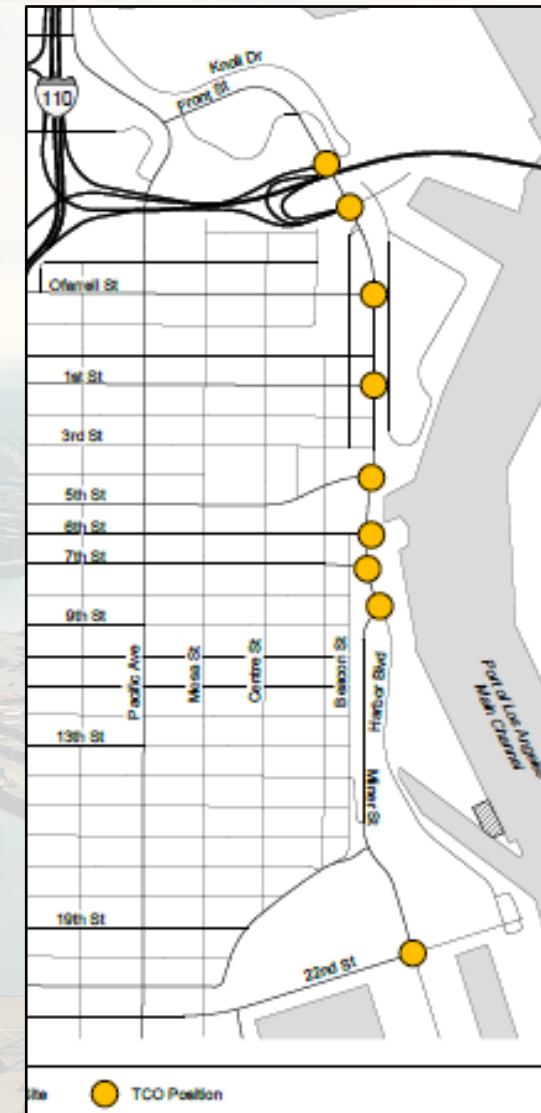 Knoll Dr
Front St
110
Ofarrell St
1st St
3rd St
5th St
6th St
7th St
9th St
Pacific Ave
Mesa St
Centre St
Beacon St
Harbor Blvd
Port of Los Angeles
Main Channel
13th St
Miner St
19th St
22nd St
TCO Position